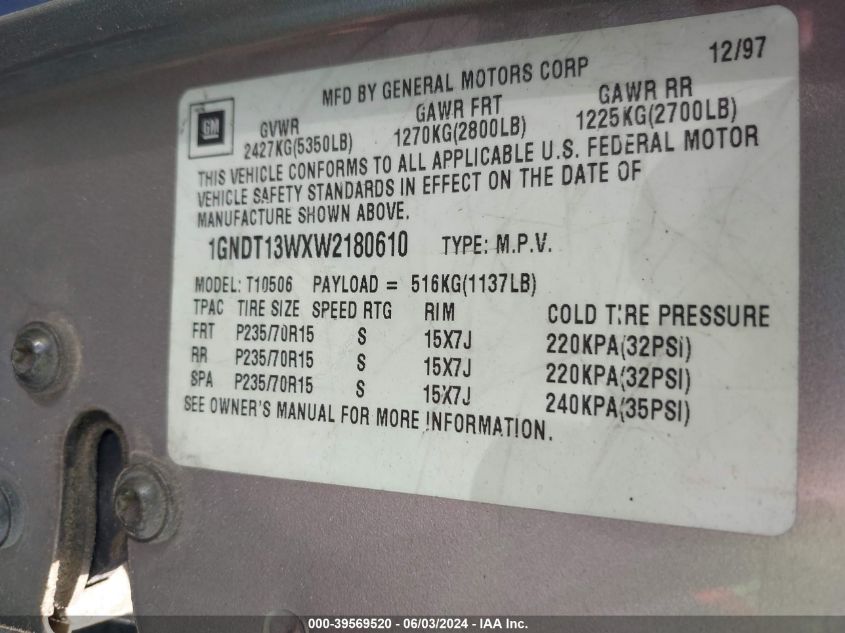 12/97
MFD BY GENERAL MOTORS CORP
GM
GVWR GAWR FRT GAWR RR
2427KG(5350LB) 1270KG(2800LB) 1225KG(2700LB)
THIS VEHICLE CONFORMS TO ALL APPLICABLE U.S. FEDERAL MOTOR
VEHICLE SAFETY STANDARDS IN EFFECT ON THE DATE OF
MANUFACTURE SHOWN ABOVE.
1GNDT13WXW2180610 TYPE: M.P.V.
MODEL: T10506 PAYLOAD = 516KG(1137LB)
TPAC TIRE SIZE SPEED RTG RIM COLD TIRE PRESSURE
FRT P235/70R15 S 15X7J 220KPA(32PSI)
RR P235/70R15 S 15X7J 220KPA(32PSI)
SPA P235/70R15 S 15X7J 240KPA(35PSI)
SEE OWNER'S MANUAL FOR MORE INFORMATION.
000-39569520 - 06/03/2024 - IAA Inc.